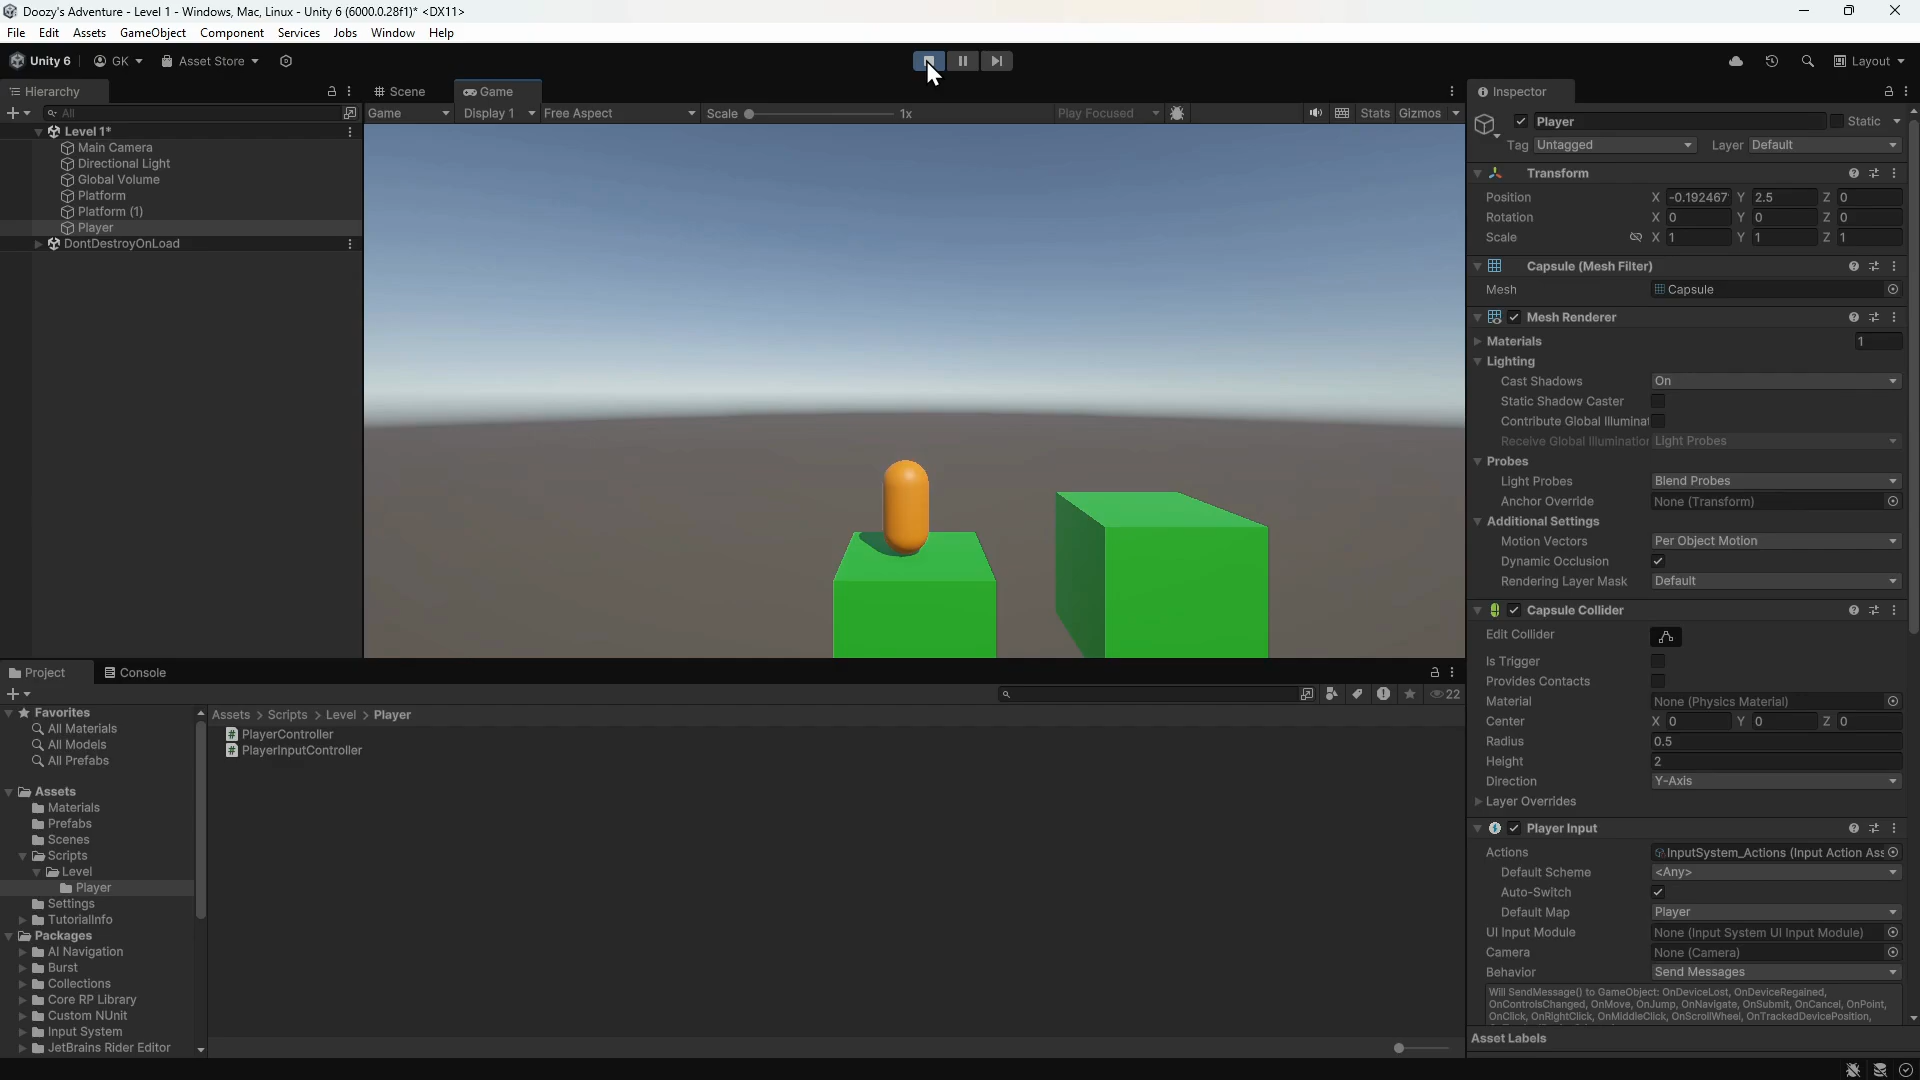 Doozy's Adventure - Level 1 - Windows, Mac, Linux - Unity 6 (6000.0.28f1)* <DX11>
File Edit Assets GameObject Component Services Jobs Window Help
Unity 6 GK Asset Store Layout
Hierarchy
All
Level 1*
Main Camera
Directional Light
Global Volume
Platform
Platform (1)
Player
DontDestroyOnLoad
Scene Game
Game Display 1 Free Aspect Scale 1x Play Focused Stats Gizmos
Inspector
Player Static
Tag Untagged Layer Default
Transform
Position X -0.192467 Y 2.5 Z 0
Rotation X 0 Y 0 Z 0
Scale X 1 Y 1 Z 1
Capsule (Mesh Filter)
Mesh Capsule
Mesh Renderer
Materials 1
Lighting
Cast Shadows On
Static Shadow Caster
Contribute Global Illuminat
Receive Global Illumination Light Probes
Probes
Light Probes Blend Probes
Anchor Override None (Transform)
Additional Settings
Motion Vectors Per Object Motion
Dynamic Occlusion
Rendering Layer Mask Default
Capsule Collider
Edit Collider
Is Trigger
Provides Contacts
Material None (Physics Material)
Center X 0 Y 0 Z 0
Radius 0.5
Height 2
Direction Y-Axis
Layer Overrides
Player Input
Actions InputSystem_Actions (Input Action Ass
Default Scheme <Any>
Auto-Switch
Default Map Player
UI Input Module None (Input System UI Input Module)
Camera None (Camera)
Behavior Send Messages
Will SendMessage() to GameObject: OnDeviceLost, OnDeviceRegained,
OnControlsChanged, OnMove, OnJump, OnNavigate, OnSubmit, OnCancel, OnPoint,
OnClick, OnRightClick, OnMiddleClick, OnScrollWheel, OnTrackedDevicePosition,
Asset Labels
Project Console
22
Favorites
All Materials
All Models
All Prefabs
Assets
Materials
Prefabs
Scenes
Scripts
Level
Player
Settings
TutorialInfo
Packages
AI Navigation
Burst
Collections
Core RP Library
Custom NUnit
Input System
JetBrains Rider Editor
Assets > Scripts > Level > Player
PlayerController
PlayerInputController